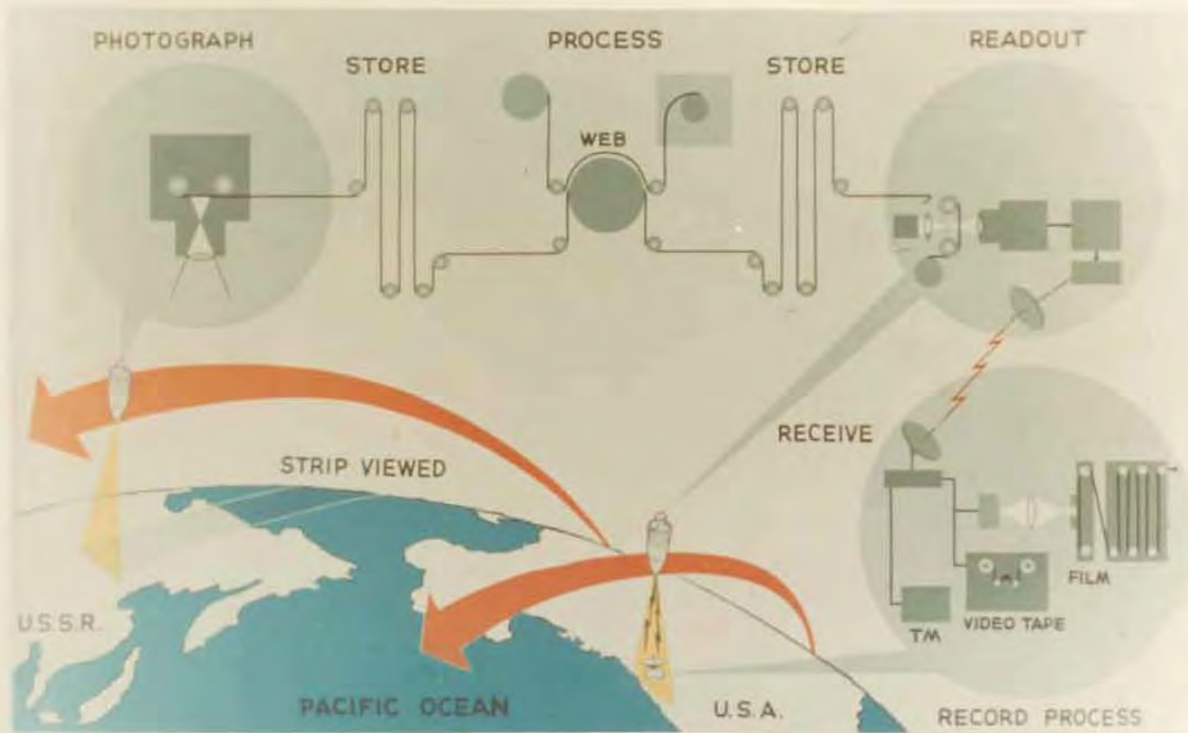 PHOTOGRAPH
STORE
PROCESS
STORE
READOUT
WEB
RECEIVE
STRIP VIEWED
FILM
VIDEO TAPE
TM
U.S.S.R.
PACIFIC OCEAN
U.S.A.
RECORD PROCESS